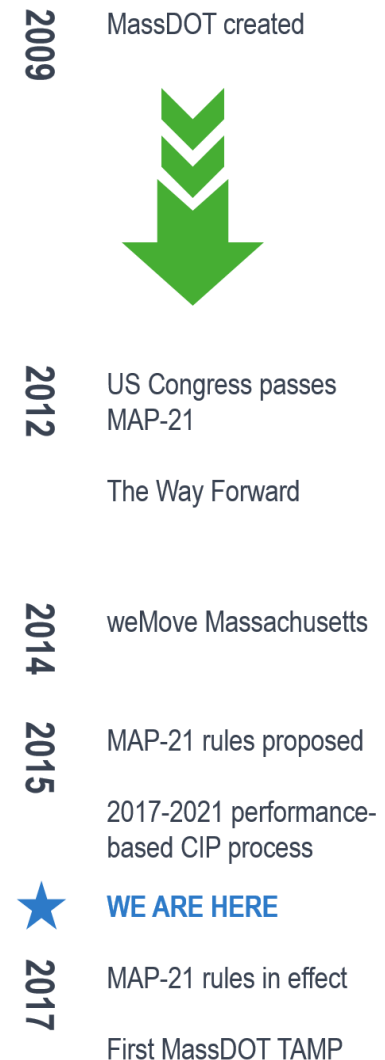 2009
MassDOT created
2012
US Congress passes
MAP-21
The Way Forward
2014
weMove Massachusetts
2015
MAP-21 rules proposed
2017-2021 performance-
based CIP process
WE ARE HERE
2017
MAP-21 rules in effect
First MassDOT TAMP